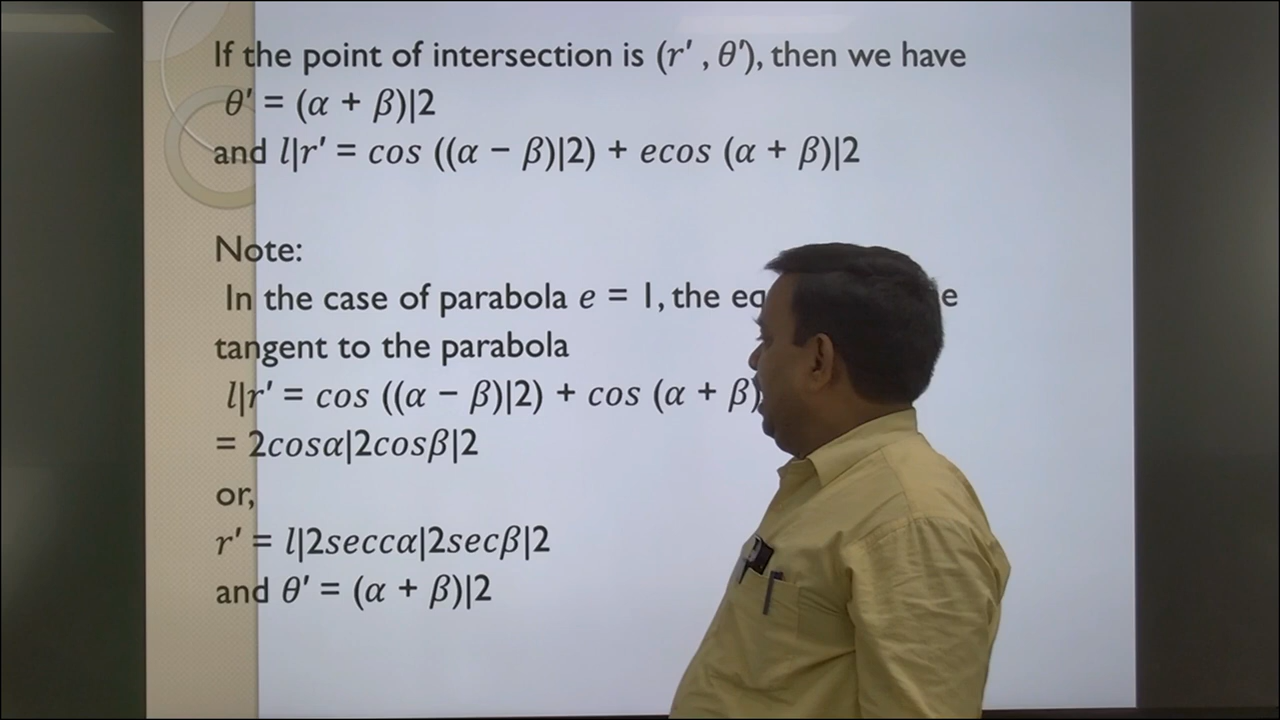 If the point of intersection is (r′ , θ′), then we have
θ′ = (α + β)|2
and l|r′ = cos ((α − β)|2) + ecos (α + β)|2
Note:
In the case of parabola e = 1, the
tangent to the parabola
l|r′ = cos ((α − β)|2) + cos (α + β)
= 2cosα|2cosβ|2
or,
r′ = l|2seccα|2secβ|2
and θ′ = (α + β)|2